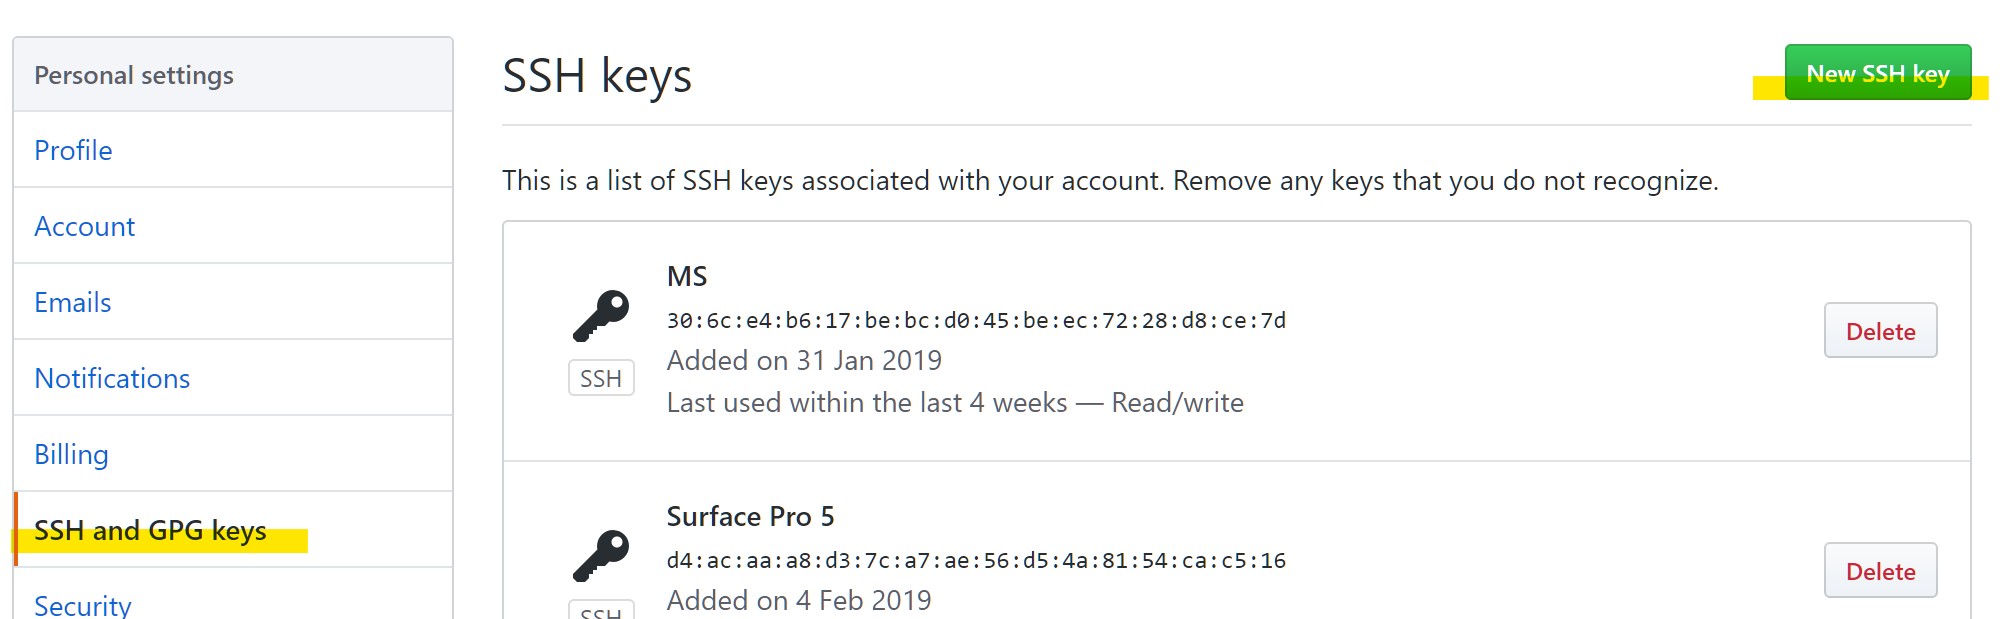 Personal settings
Profile
Account
Emails
Notifications
Billing
SSH and GPG keys
Security
SSH keys
New SSH key
This is a list of SSH keys associated with your account. Remove any keys that you do not recognize.
MS
30:6c:e4:b6:17:be:bc:d0:45:be:ec:72:28:d8:ce:7d
Added on 31 Jan 2019
Last used within the last 4 weeks — Read/write
SSH
Delete
Surface Pro 5
d4:ac:aa:a8:d3:7c:a7:ae:56:d5:4a:81:54:ca:c5:16
Added on 4 Feb 2019
SSH
Delete